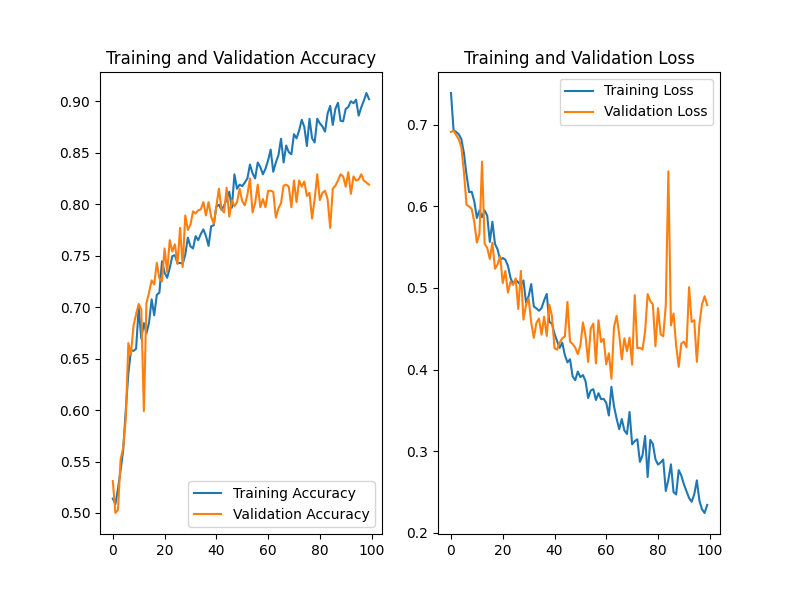 Training and Validation Accuracy
0.90
0.85
0.80
0.75
0.70
0.65
0.60
0.55
0.50
Training Accuracy
Validation Accuracy
0 20 40 60 80 100
Training and Validation Loss
Training Loss
Validation Loss
0.7
0.6
0.5
0.4
0.3
0.2
0 20 40 60 80 100